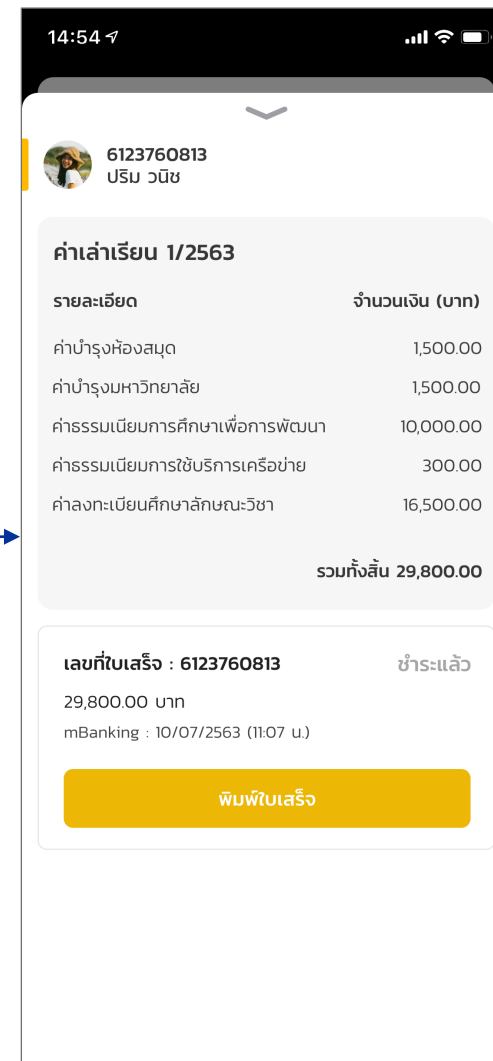 14:54
6123760813
ปริม วนิช
ค่าเล่าเรียน 1/2563
รายละเอียด จำนวนเงิน (บาท)
ค่าบำรุงห้องสมุด 1,500.00
ค่าบำรุงมหาวิทยาลัย 1,500.00
ค่าธรรมเนียมการศึกษาเพื่อการพัฒนา 10,000.00
ค่าธรรมเนียมการใช้บริการเครือข่าย 300.00
ค่าลงทะเบียนศึกษาลักษณะวิชา 16,500.00
รวมทั้งสิ้น 29,800.00
เลขที่ใบเสร็จ : 6123760813 ชำระแล้ว
29,800.00 บาท
mBanking : 10/07/2563 (11:07 น.)
พิมพ์ใบเสร็จ